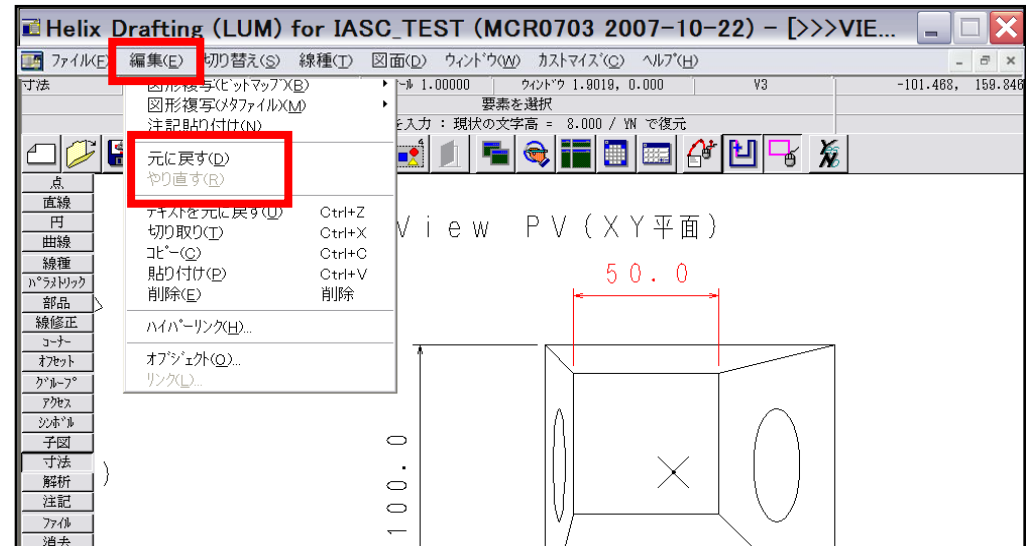 Helix Drafting (LUM) for IASC_TEST (MCR0703 2007-10-22) - [>>>VIE...
ファイル(F) 編集(E) 切り替え(S) 線種(T) 図面(D) ウィンドウ(W) カスタマイズ(C) ヘルプ(H)
寸法 ール 1.00000 ウィンドウ 1.9019, 0.000 V3 -101.468, 159.846
要素を選択
を入力 : 現状の文字高 = 8.000 / YN で復元
図形複写(ビットマップ)(B)
図形複写(メタファイル)(M)
注記貼り付け(N)
元に戻す(D)
やり直す(R)
テキストを元に戻す(U) Ctrl+Z
切り取り(T) Ctrl+X
コピー(C) Ctrl+C
貼り付け(P) Ctrl+V
削除(E) 削除
ハイパーリンク(H)...
オブジェクト(O)...
リンク(L)...
点
直線
円
曲線
線種
パラメトリック
部品
線修正
コーナー
オフセット
グループ
アクセス
シンボル
子図
寸法
解析
注記
ファイル
消去
View PV(XY平面)
50.0
100.0